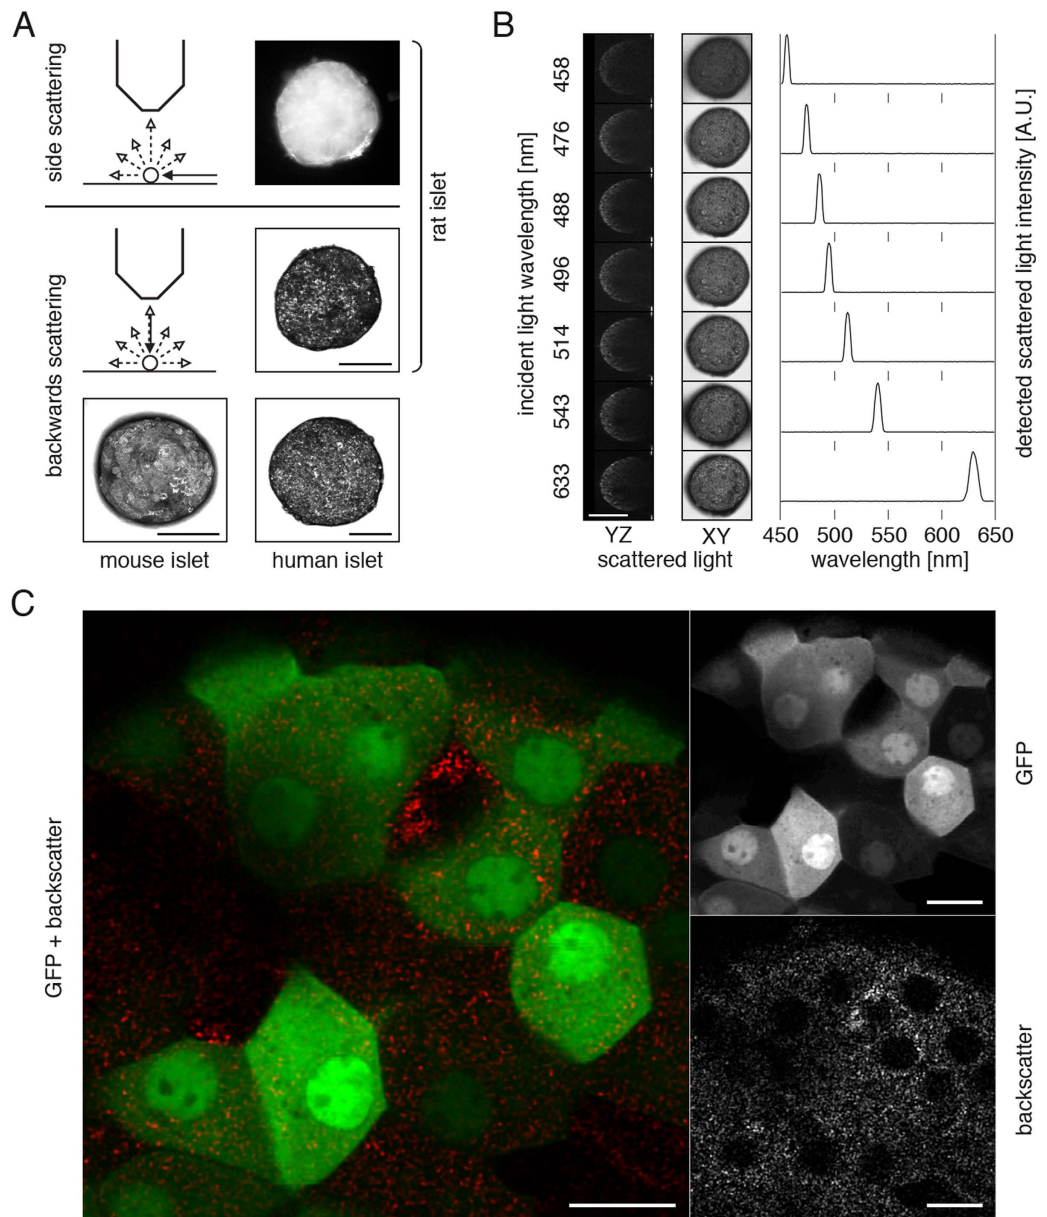 A
side scattering
rat islet
backwards scattering
mouse islet
human islet
B
incident light wavelength [nm]
458
476
488
496
514
543
633
YZ
XY
scattered light
450
500
550
600
650
wavelength [nm]
detected scattered light intensity [A.U.]
C
GFP + backscatter
GFP
backscatter